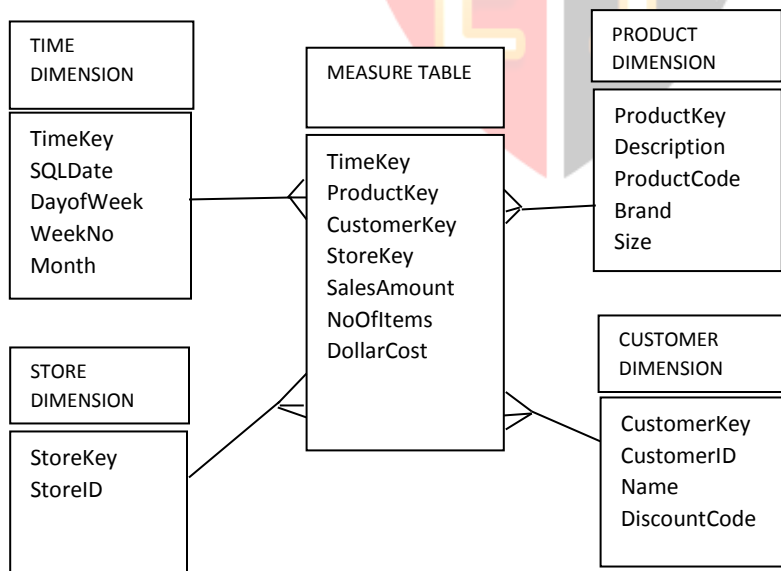 TIME
DIMENSION
TimeKey
SQLDate
DayofWeek
WeekNo
Month
MEASURE TABLE
TimeKey
ProductKey
CustomerKey
StoreKey
SalesAmount
NoOfItems
DollarCost
PRODUCT
DIMENSION
ProductKey
Description
ProductCode
Brand
Size
STORE
DIMENSION
StoreKey
StoreID
CUSTOMER
DIMENSION
CustomerKey
CustomerID
Name
DiscountCode